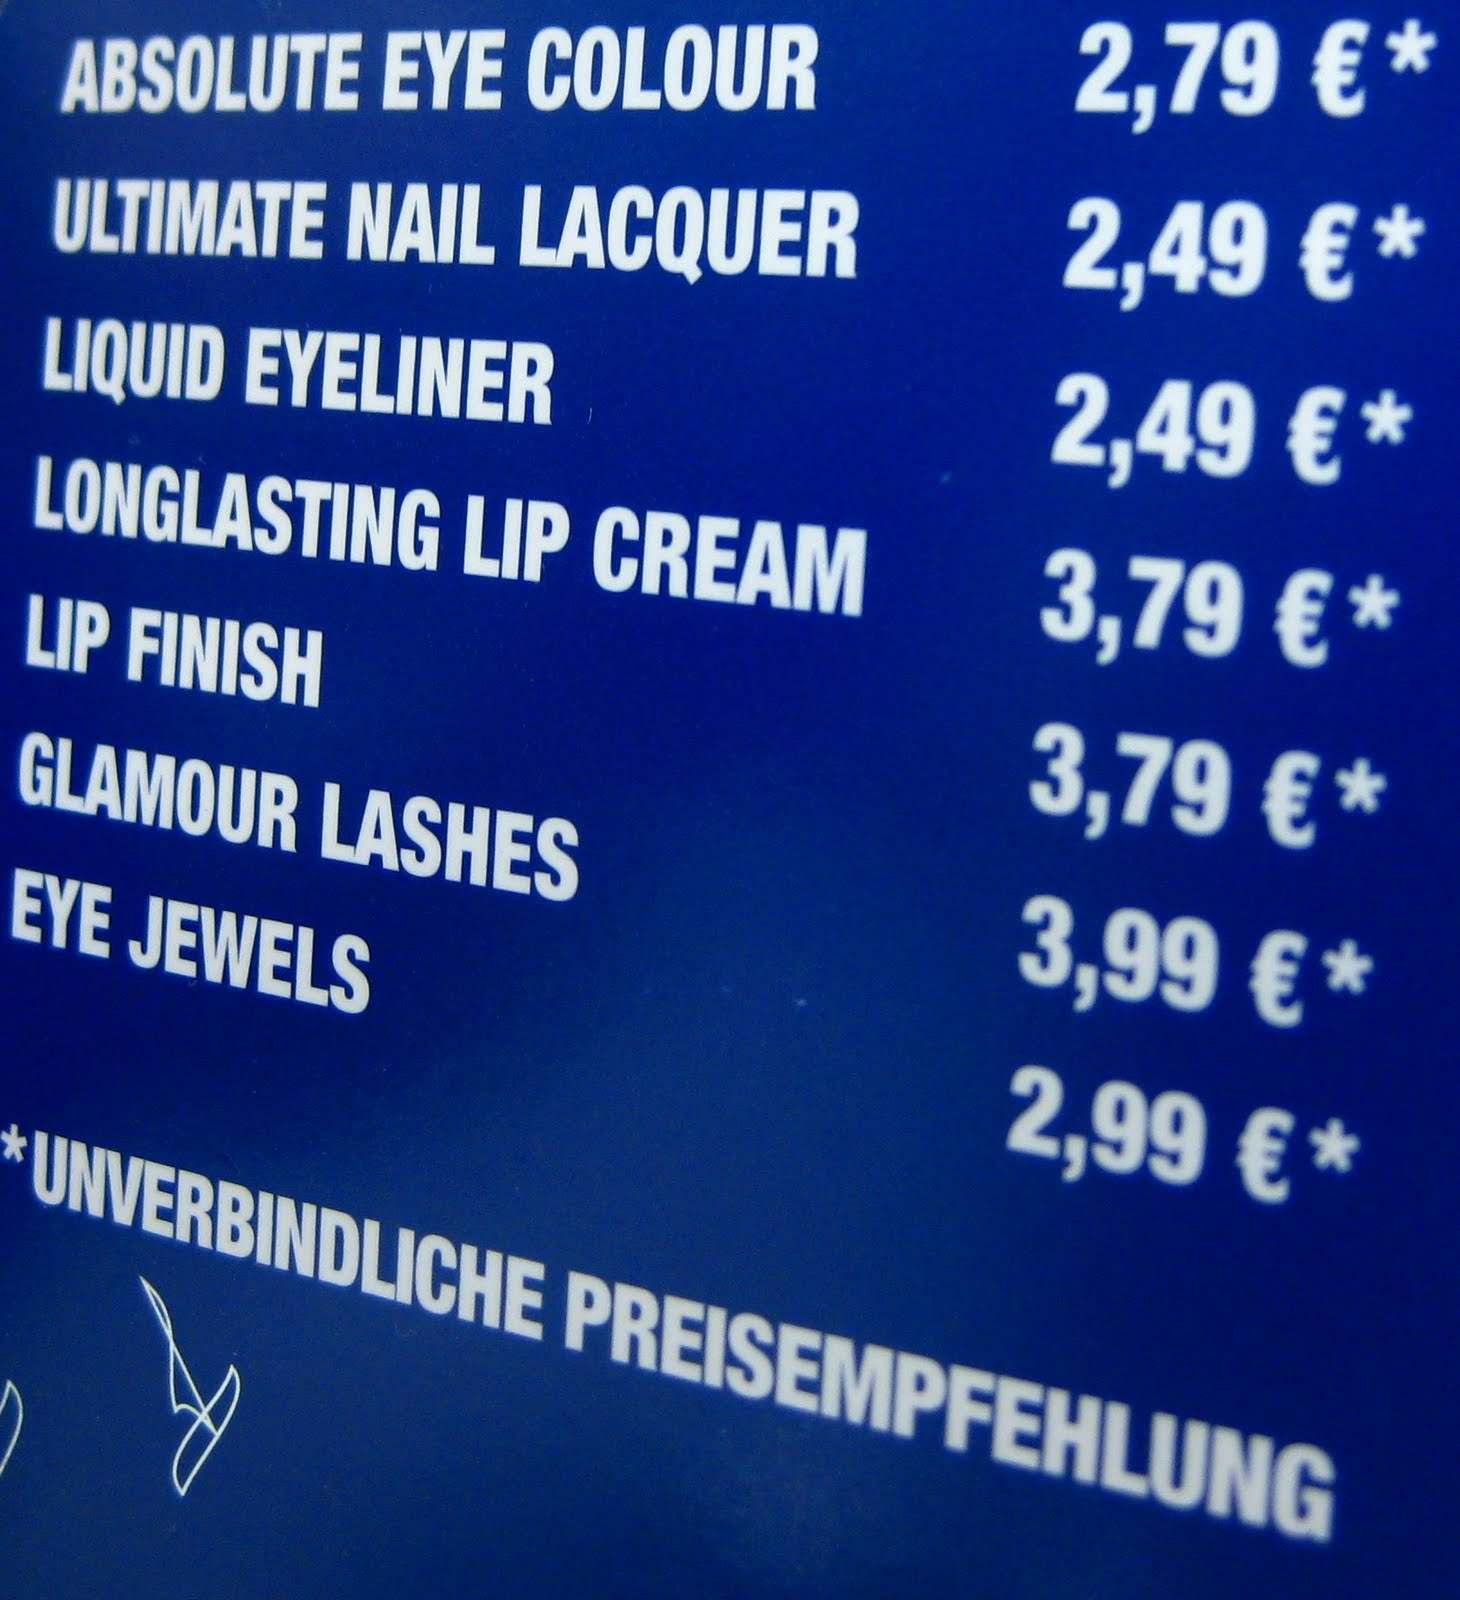 ABSOLUTE EYE COLOUR 2,79 €*
ULTIMATE NAIL LACQUER 2,49 €*
LIQUID EYELINER 2,49 €*
LONGLASTING LIP CREAM 3,79 €*
LIP FINISH 3,79 €*
GLAMOUR LASHES 3,99 €*
EYE JEWELS 2,99 €*
*UNVERBINDLICHE PREISEMPFEHLUNG